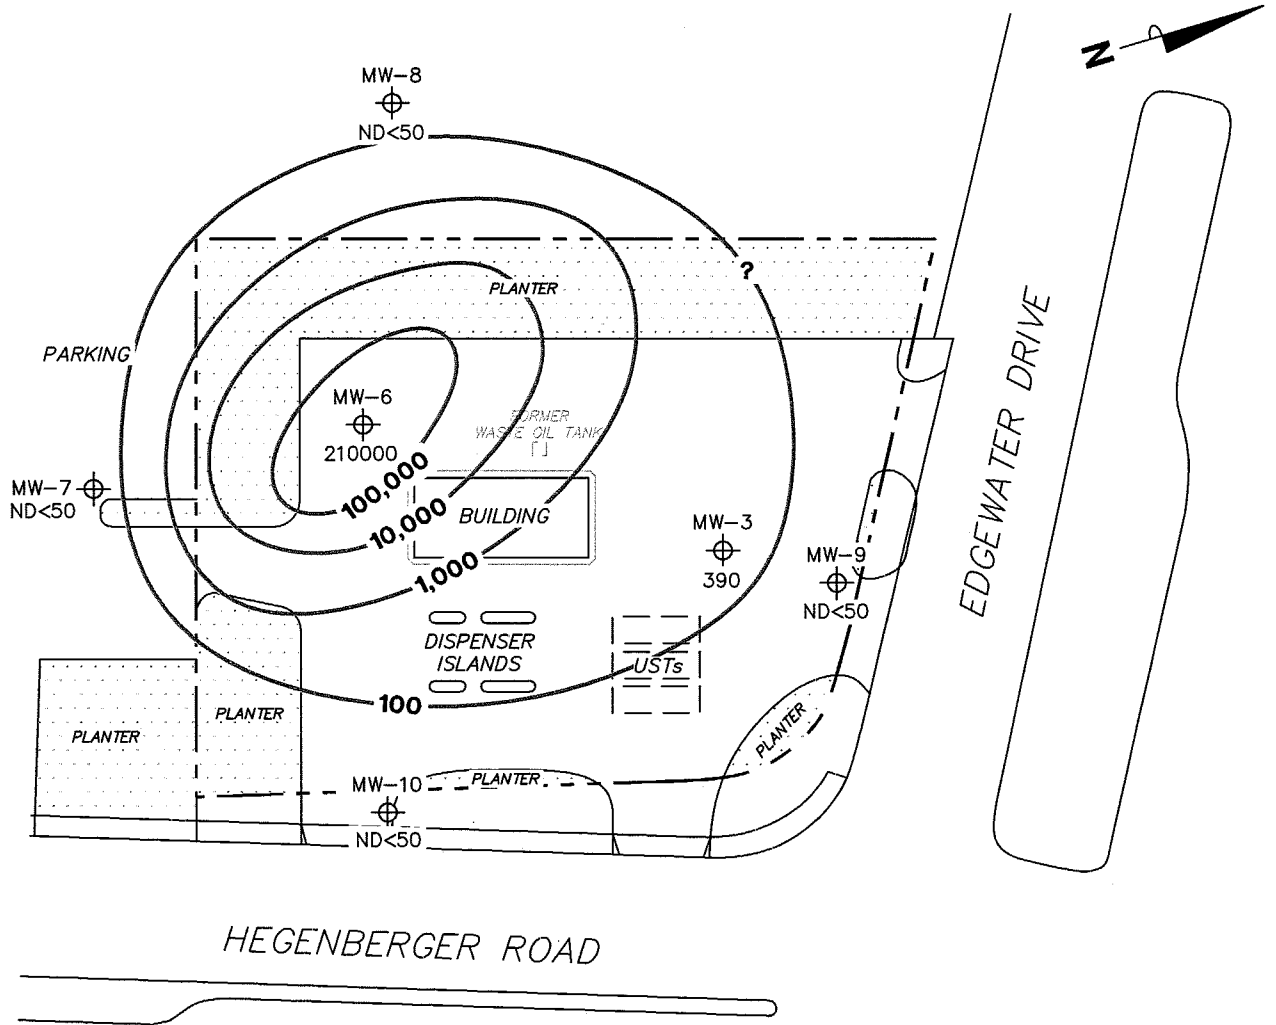 N
MW-8
ND<50
?
PLANTER
PARKING
EDGEWATER DRIVE
MW-6
210000
FORMER
WASTE OIL TANK
100,000
MW-7
ND<50
10,000
BUILDING
MW-3
390
MW-9
ND<50
1,000
DISPENSER
ISLANDS
USTs
100
PLANTER
PLANTER
PLANTER
MW-10
ND<50
PLANTER
HEGENBERGER ROAD